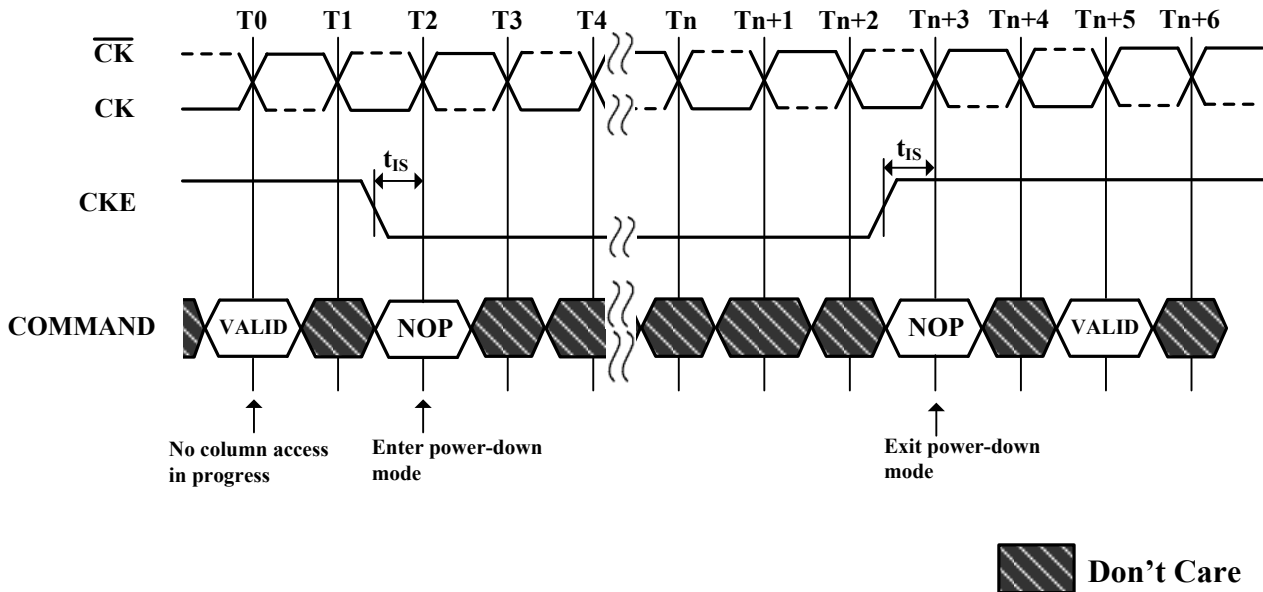 T0 T1 T2 T3 T4 Tn Tn+1 Tn+2 Tn+3 Tn+4 Tn+5 Tn+6
CK
CK
tIS tIS
CKE
COMMAND VALID NOP NOP VALID
No column access
in progress
Enter power-down
mode
Exit power-down
mode
Don't Care